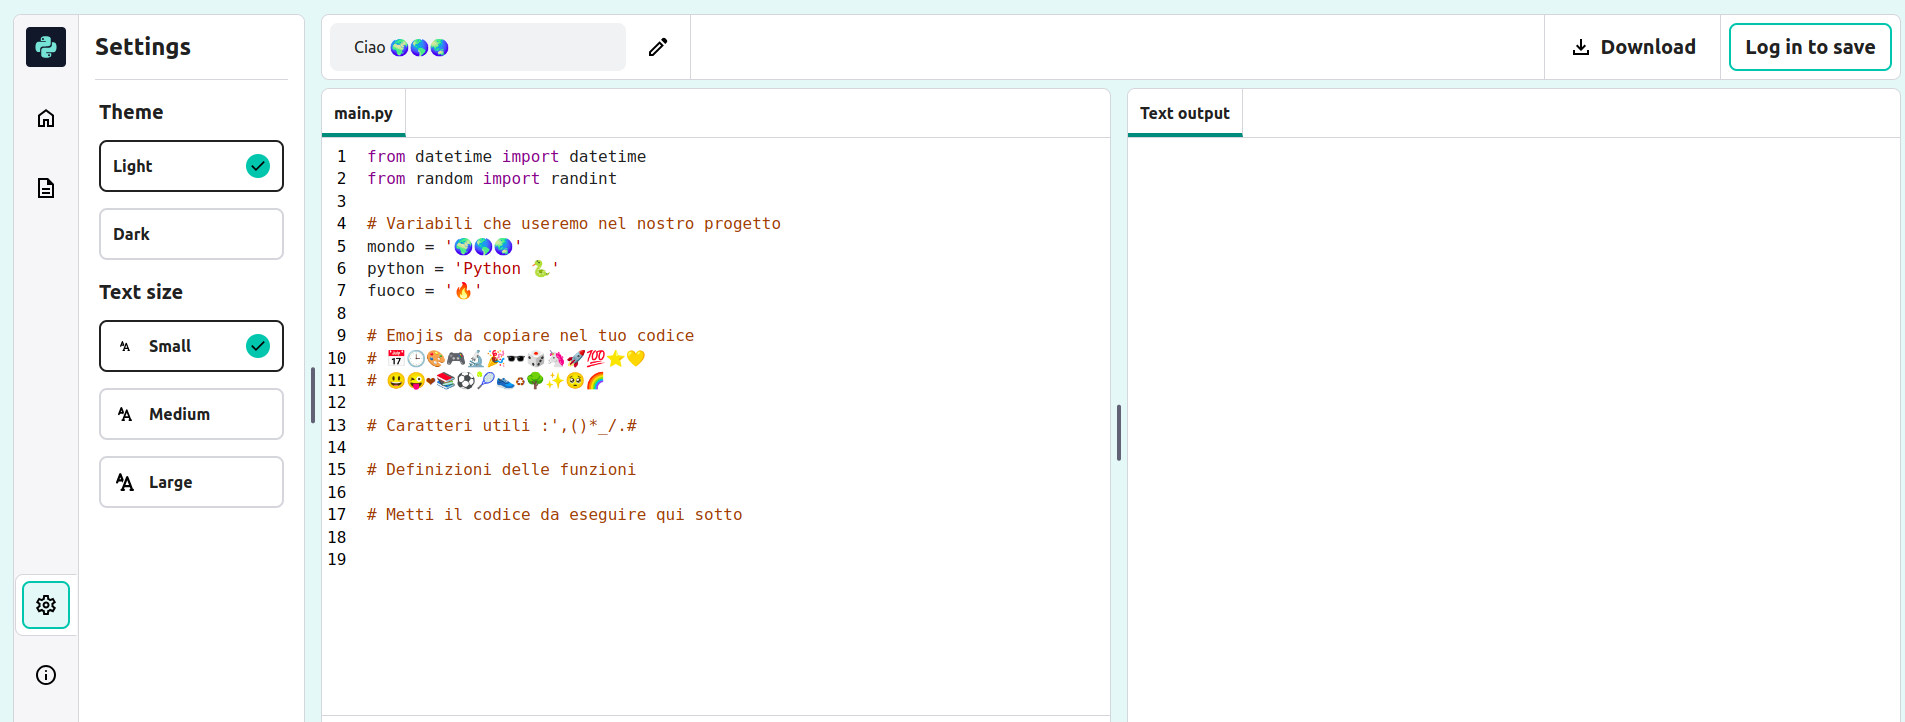 Settings
Theme
Light
Dark
Text size
Small
Medium
Large
Ciao 🌍🌎🌏
Download
Log in to save
main.py
1 from datetime import datetime
2 from random import randint
3
4 # Variabili che useremo nel nostro progetto
5 mondo = '🌍🌎🌏'
6 python = 'Python 🐍'
7 fuoco = '🔥'
8
9 # Emojis da copiare nel tuo codice
10 # 📅🕒🎨🎮🔬🎉🕶️🎲🦄🚀💯⭐💛
11 # 😃😜❤️📚⚽🎾👟♻️🌳✨🥺🌈
12
13 # Caratteri utili :',()*_/.#
14
15 # Definizioni delle funzioni
16
17 # Metti il codice da eseguire qui sotto
18
19
Text output